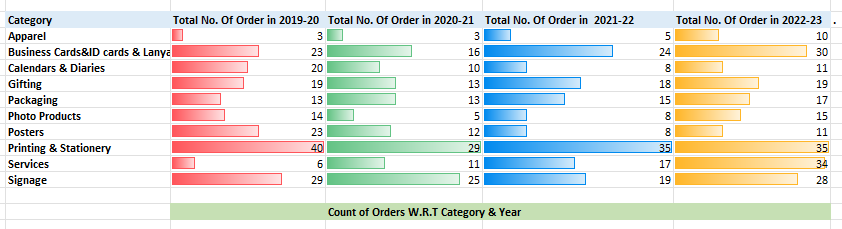 Category Total No. Of Order in 2019-20 Total No. Of Order in 2020-21 Total No. Of Order in  2021-22 Total No. Of Order in 2022-23 .
Apparel 3 3 5 10
Business Cards&ID cards & Lanya 23 16 24 30
Calendars & Diaries 20 10 8 11
Gifting 19 13 18 19
Packaging 13 13 15 17
Photo Products 14 5 8 15
Posters 23 12 8 11
Printing & Stationery 40 29 35 35
Services 6 11 17 34
Signage 29 25 19 28
Count of Orders W.R.T Category & Year